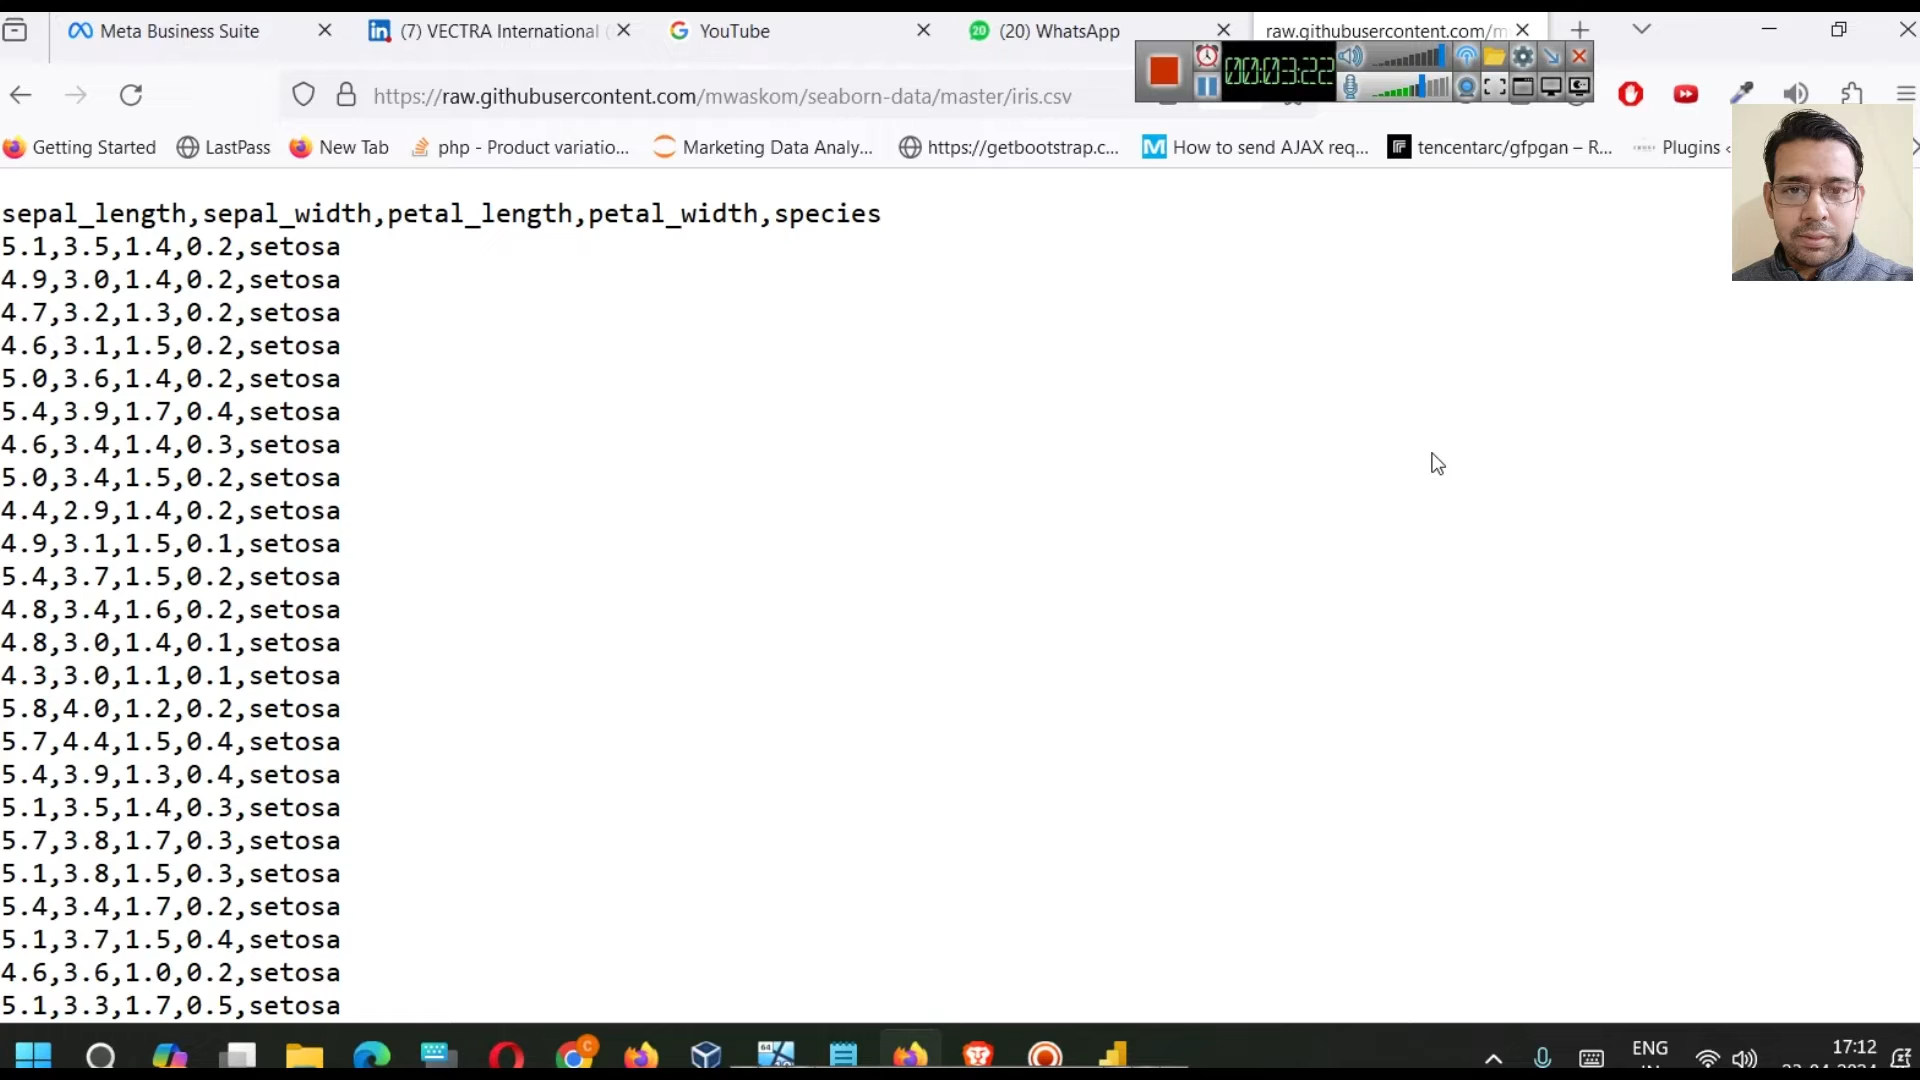 Meta Business Suite
(7) VECTRA International
YouTube
20 (20) WhatsApp
raw.githubusercontent.com/m
00:03:22
https://raw.githubusercontent.com/mwaskom/seaborn-data/master/iris.csv
Getting Started
LastPass
New Tab
php - Product variatio...
Marketing Data Analy...
https://getbootstrap.c...
M How to send AJAX req...
tencentarc/gfpgan – R...
Plugins
sepal_length,sepal_width,petal_length,petal_width,species
5.1,3.5,1.4,0.2,setosa
4.9,3.0,1.4,0.2,setosa
4.7,3.2,1.3,0.2,setosa
4.6,3.1,1.5,0.2,setosa
5.0,3.6,1.4,0.2,setosa
5.4,3.9,1.7,0.4,setosa
4.6,3.4,1.4,0.3,setosa
5.0,3.4,1.5,0.2,setosa
4.4,2.9,1.4,0.2,setosa
4.9,3.1,1.5,0.1,setosa
5.4,3.7,1.5,0.2,setosa
4.8,3.4,1.6,0.2,setosa
4.8,3.0,1.4,0.1,setosa
4.3,3.0,1.1,0.1,setosa
5.8,4.0,1.2,0.2,setosa
5.7,4.4,1.5,0.4,setosa
5.4,3.9,1.3,0.4,setosa
5.1,3.5,1.4,0.3,setosa
5.7,3.8,1.7,0.3,setosa
5.1,3.8,1.5,0.3,setosa
5.4,3.4,1.7,0.2,setosa
5.1,3.7,1.5,0.4,setosa
4.6,3.6,1.0,0.2,setosa
5.1,3.3,1.7,0.5,setosa
ENG
17:12